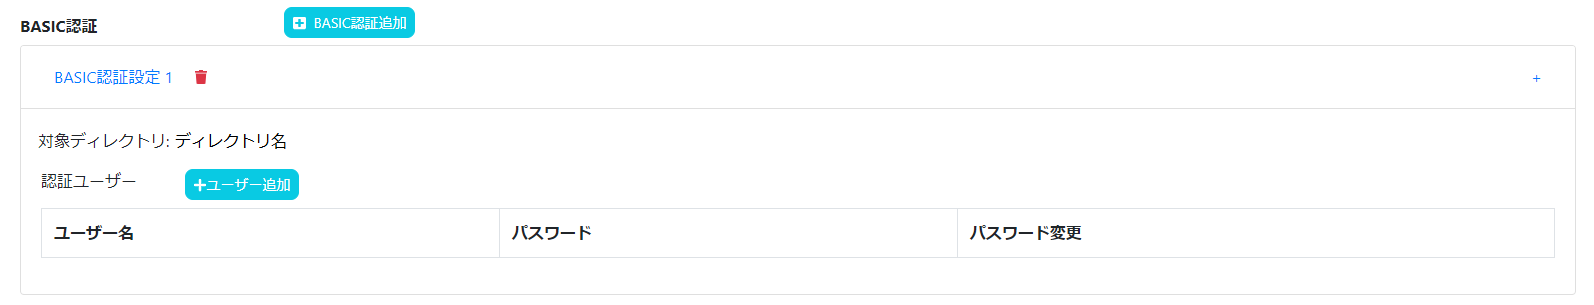 BASIC認証 BASIC認証追加
BASIC認証設定 1 +
対象ディレクトリ: ディレクトリ名
認証ユーザー +ユーザー追加
ユーザー名 パスワード パスワード変更